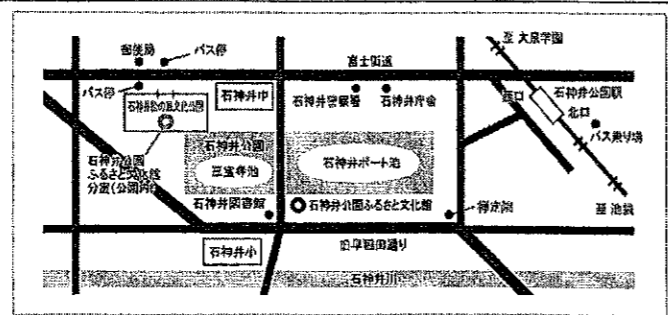 至 大泉学園
郵便局
バス停
富士街道
バス停
石神井中
石神井警察署
石神井庁舎
石神井公園駅
西口
北口
バス乗り場
石神井松の風文化公園
石神井公園
ふるさと文化館
分室(公園内)
石神井公園
三宝寺池
石神井ボート池
石神井図書館
石神井公園ふるさと文化館
禅定院
至 池袋
石神井小
旧早稲田通り
石神井川